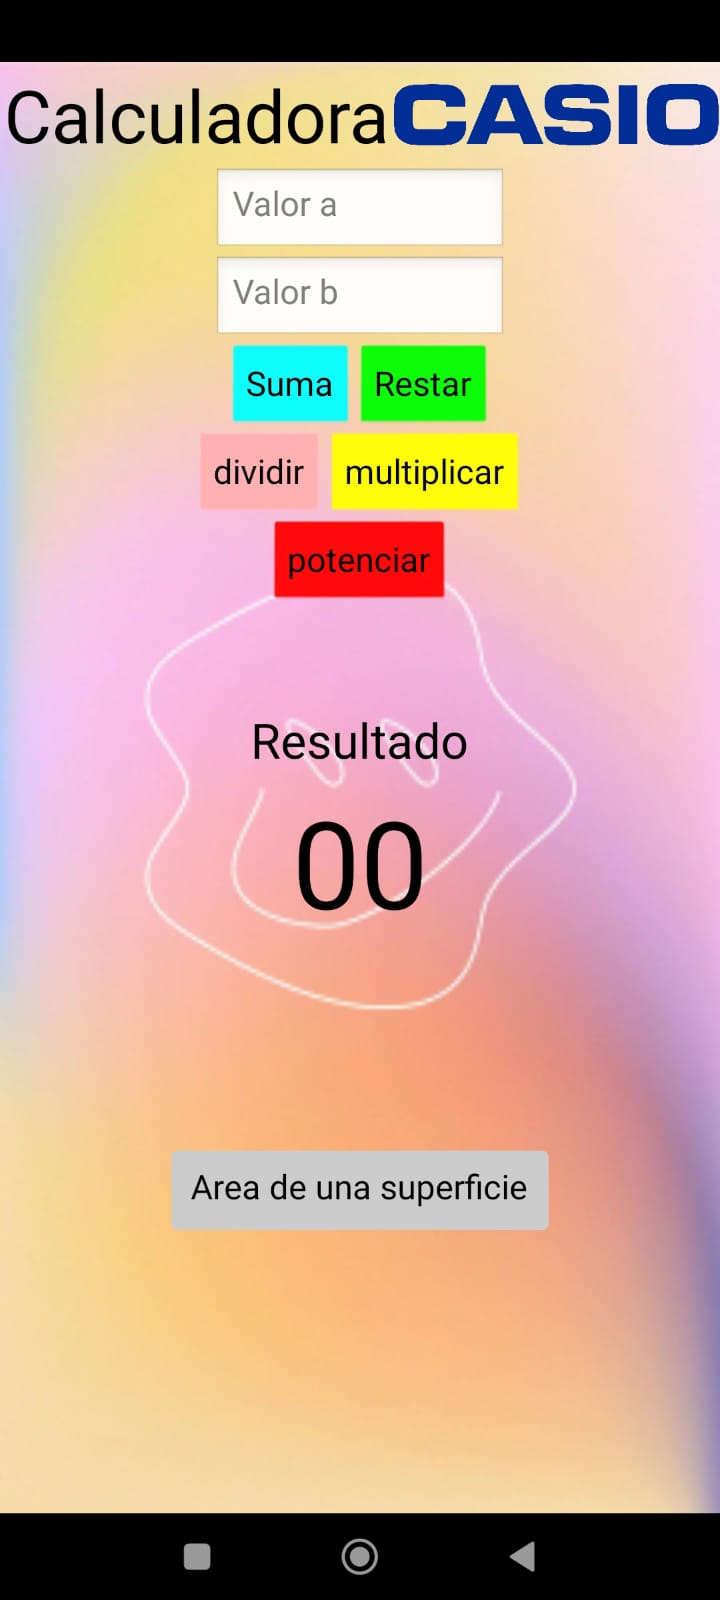 Calculadora CASIO
Valor a
Valor b
Suma Restar
dividir multiplicar
potenciar
Resultado
00
Area de una superficie